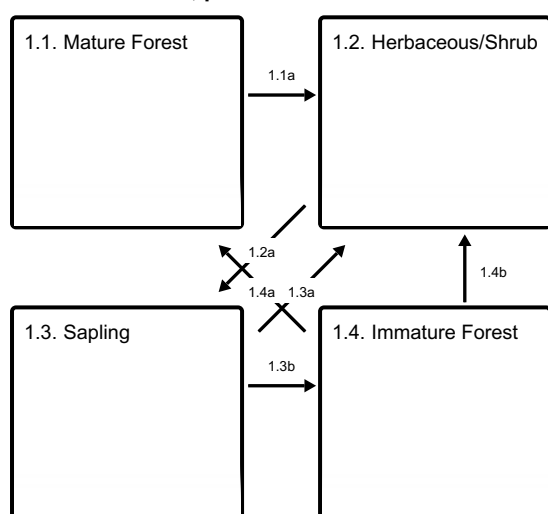 1.1. Mature Forest
1.2. Herbaceous/Shrub
1.1a
1.2a
1.4a
1.3a
1.4b
1.3. Sapling
1.4. Immature Forest
1.3b